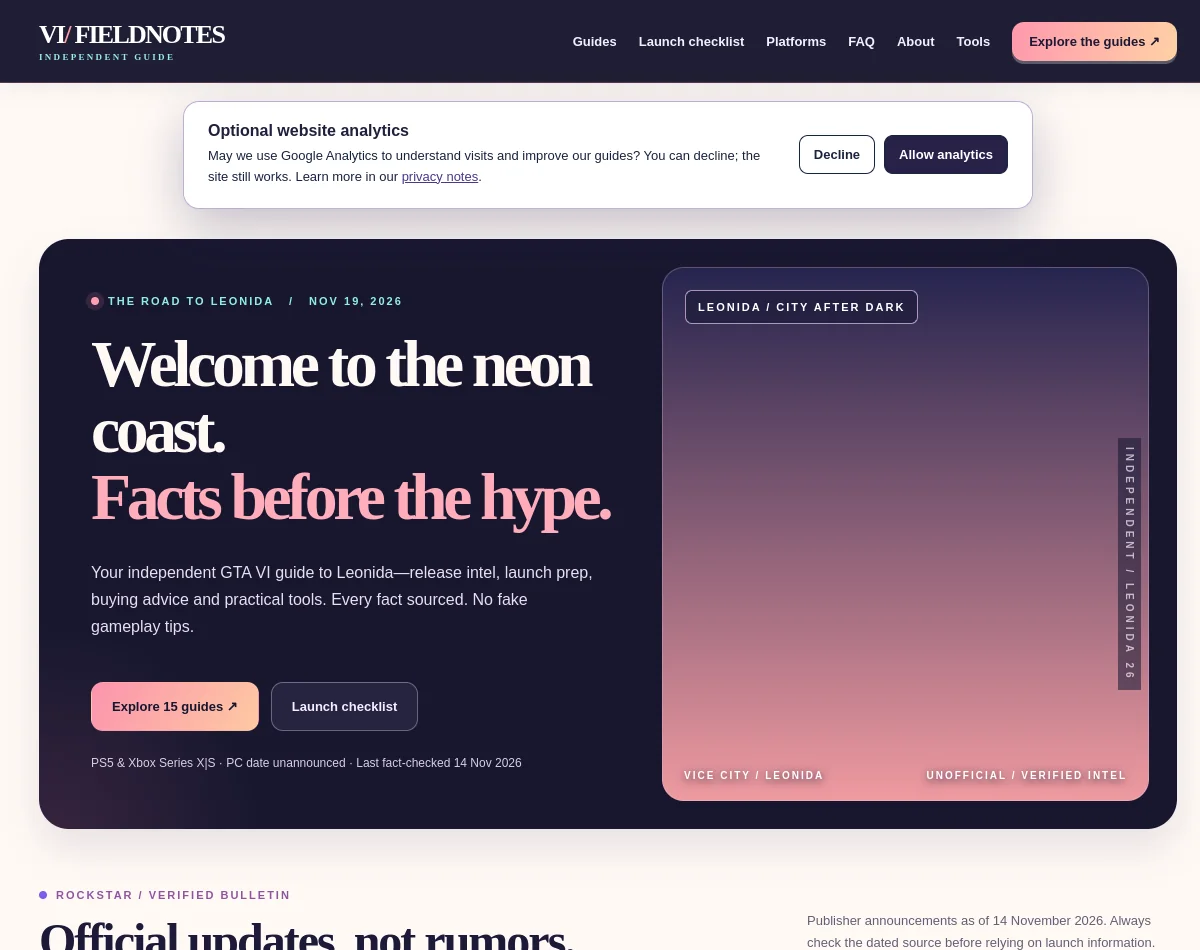 VI/ FIELDNOTES
INDEPENDENT GUIDE
Guides
Launch checklist
Platforms
FAQ
About
Tools
Explore the guides ↗
Optional website analytics
May we use Google Analytics to understand visits and improve our guides? You can decline; the
site still works. Learn more in our privacy notes.
Decline
Allow analytics
THE ROAD TO LEONIDA / NOV 19, 2026
Welcome to the neon
coast.
Facts before the hype.
Your independent GTA VI guide to Leonida—release intel, launch prep,
buying advice and practical tools. Every fact sourced. No fake
gameplay tips.
Explore 15 guides ↗
Launch checklist
PS5 & Xbox Series X|S · PC date unannounced · Last fact-checked 14 Nov 2026
LEONIDA / CITY AFTER DARK
INDEPENDENT / LEONIDA 26
VICE CITY / LEONIDA
UNOFFICIAL / VERIFIED INTEL
ROCKSTAR / VERIFIED BULLETIN
Official updates, not rumors.
Publisher announcements as of 14 November 2026. Always
check the dated source before relying on launch information.